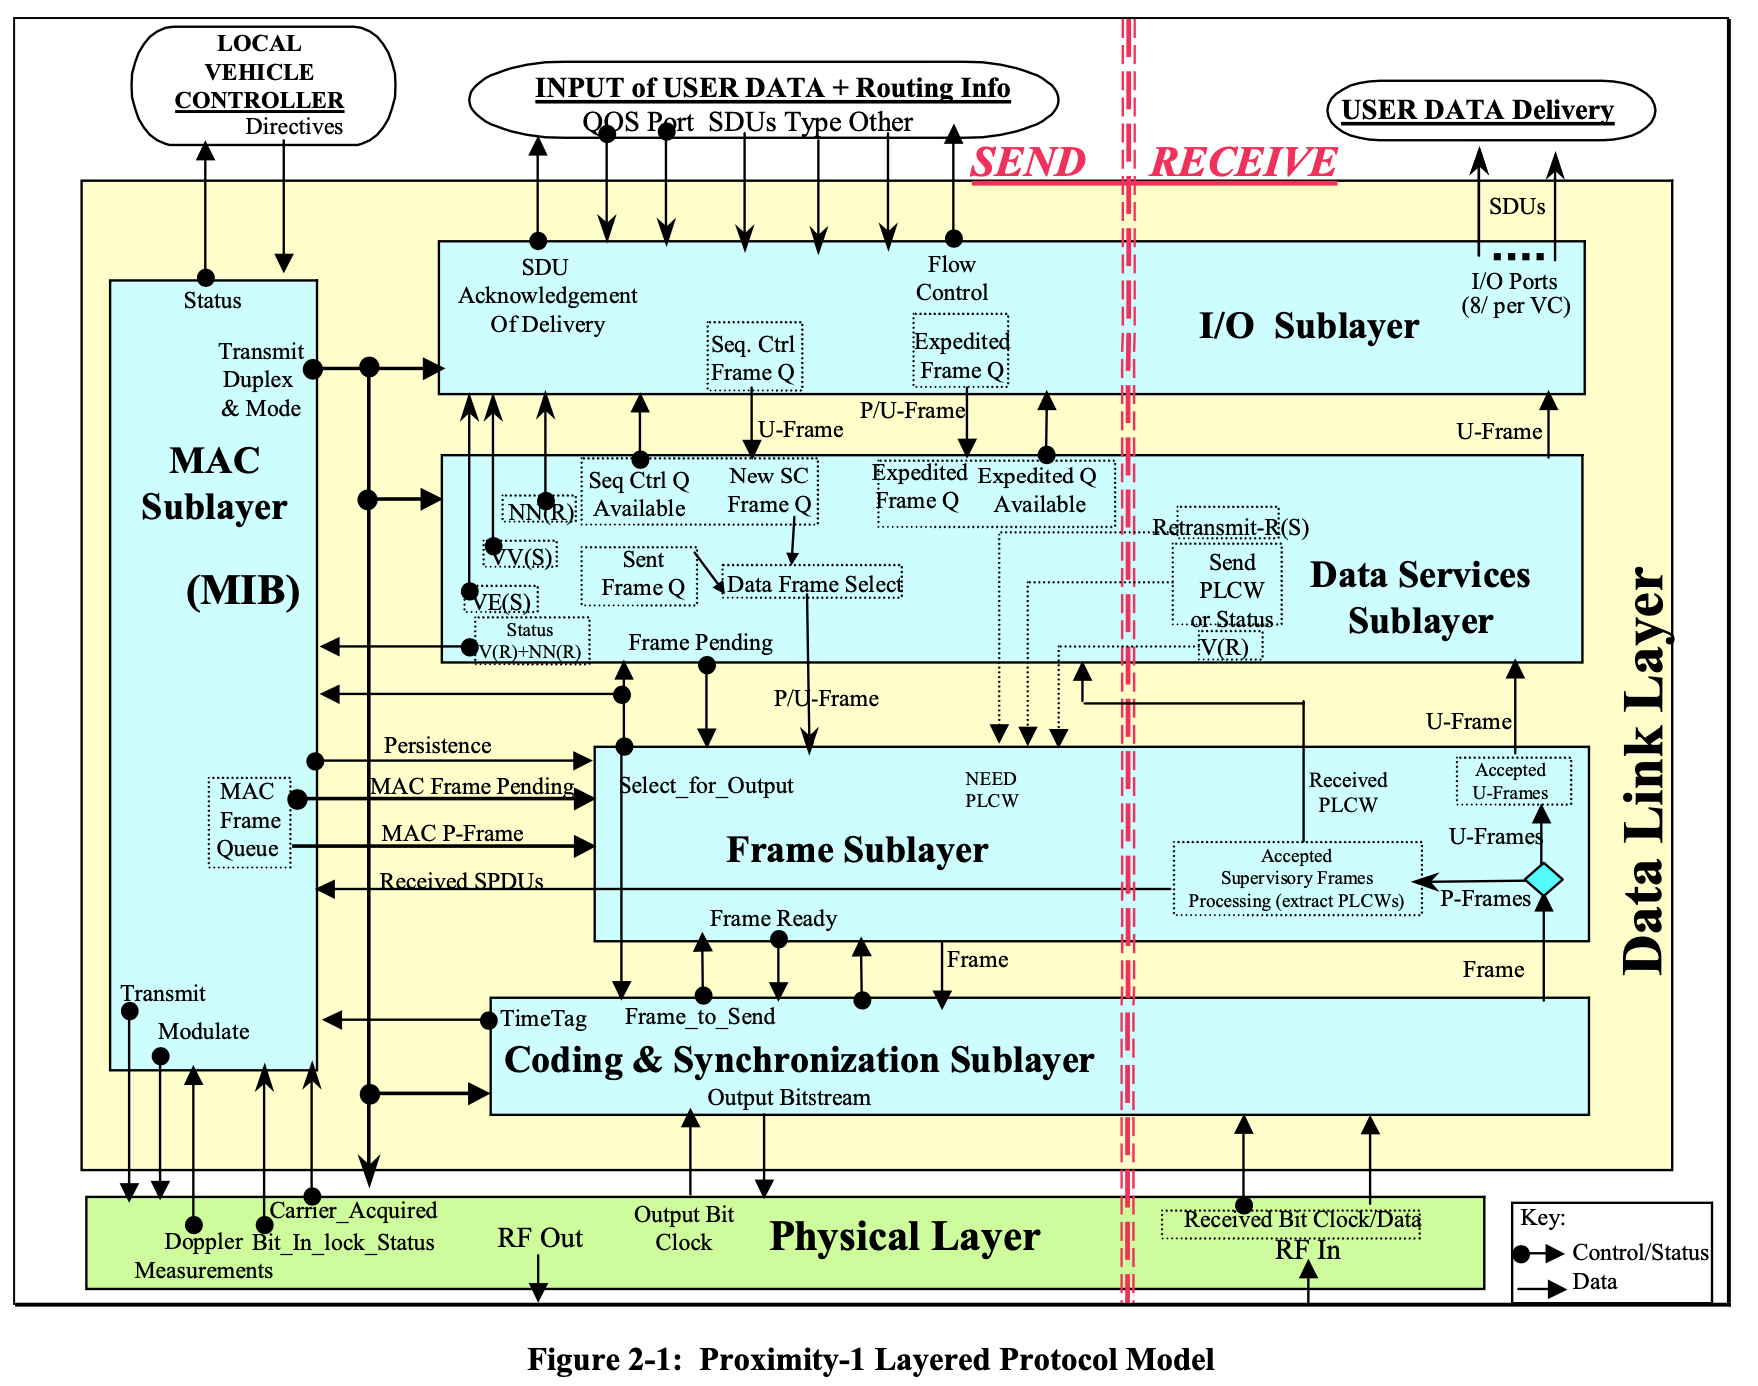 LOCAL
VEHICLE
CONTROLLER
Directives
INPUT of USER DATA + Routing Info
QOS Port SDUs Type Other
USER DATA Delivery
SEND RECEIVE
SDUs
Status
SDU
Acknowledgement
Of Delivery
Flow
Control
I/O Ports
(8/ per VC)
I/O Sublayer
Seq. Ctrl
Frame Q
Expedited
Frame Q
Transmit
Duplex
& Mode
U-Frame
P/U-Frame
U-Frame
MAC
Sublayer
(MIB)
Seq Ctrl Q
Available
New SC
Frame Q
Expedited
Frame Q
Expedited Q
Available
NN(R)
VV(S)
VE(S)
Sent
Frame Q
Data Frame Select
Retransmit-R(S)
Send
PLCW
or Status
V(R)
Data Services
Sublayer
Status
V(R)+NN(R)
Frame Pending
P/U-Frame
U-Frame
Data Link Layer
Persistence
MAC Frame Pending
MAC P-Frame
MAC
Frame
Queue
Select_for_Output
NEED
PLCW
Received
PLCW
Accepted
U-Frames
U-Frames
Frame Sublayer
Accepted
Supervisory Frames
Processing (extract PLCWs)
P-Frames
Received SPDUs
Frame Ready
Frame
Frame
Transmit
Modulate
TimeTag
Frame_to_Send
Coding & Synchronization Sublayer
Output Bitstream
Carrier_Acquired
Doppler
Measurements
Bit_In_lock_Status
RF Out
Output Bit
Clock
Physical Layer
Received Bit Clock/Data
RF In
Key:
Control/Status
Data
Figure 2-1: Proximity-1 Layered Protocol Model